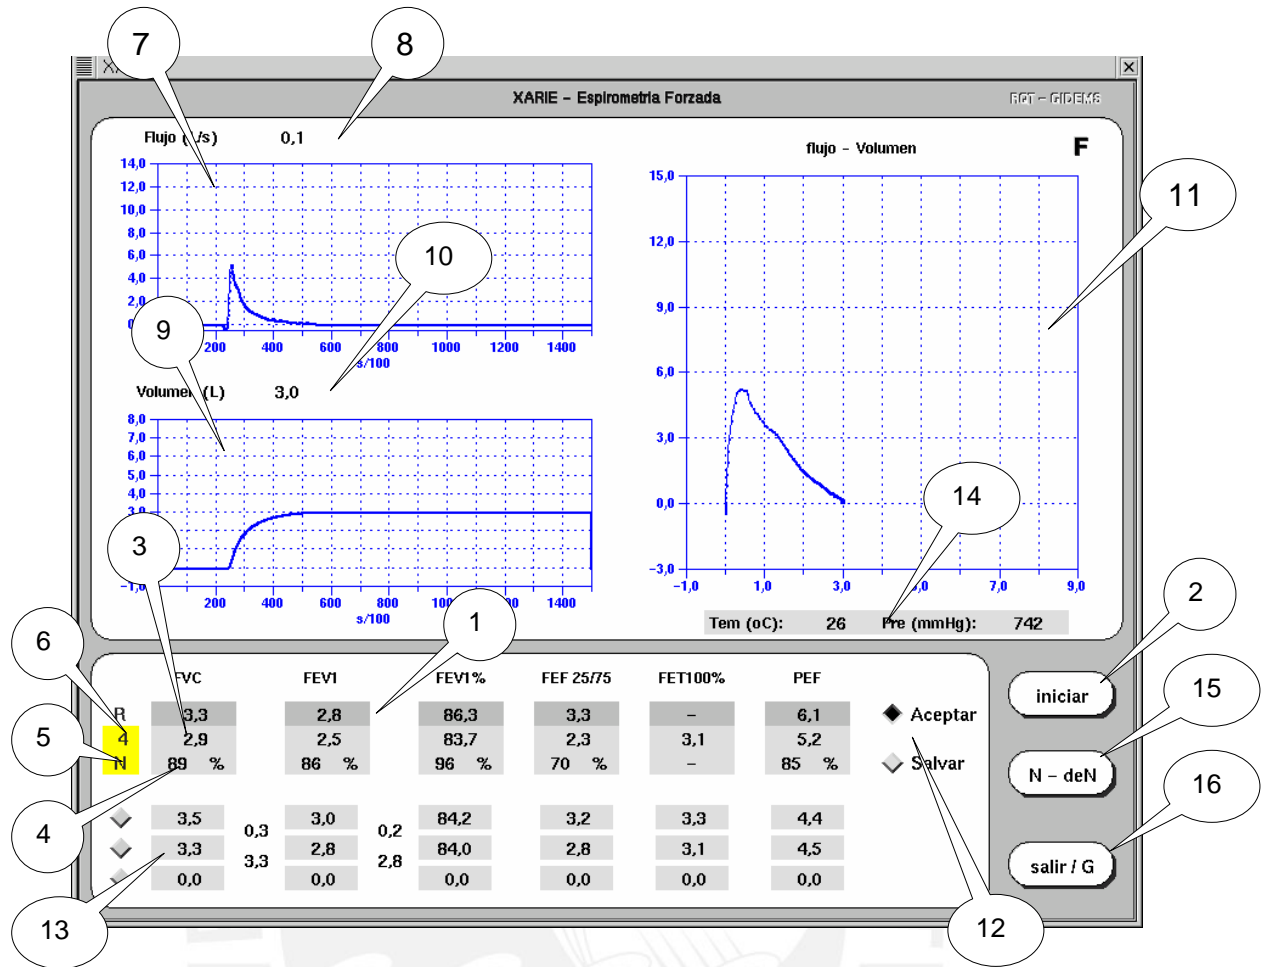 7 8
XARIE - Espirometria Forzada RQT - GIDEMS
Flujo (L/s) 0,1
14,0
12,0
10,0
8,0
6,0
4,0
2,0
200 400 600 800 1000 1200 1400
s/100
9 10
Volumen (L) 3,0
8,0
7,0
6,0
5,0
4,0
3,0
-1,0
200 400 600 1200 1400
s/100
flujo - Volumen F
15,0
12,0
9,0
6,0
3,0
0,0
-3,0
-1,0 1,0 3,0 5,0 7,0 9,0
11
14
Tem (oC): 26 Pre (mmHg): 742
3 1 2
6
5
4
13
FVC FEV1 FEV1% FEF 25/75 FET100% PEF
R 3,3 2,8 86,3 3,3 - 6,1 Aceptar
4 2,9 2,5 83,7 2,3 3,1 5,2
N 89 % 86 % 96 % 70 % - 85 % Salvar
3,5 3,0 84,2 3,2 3,3 4,4
0,3 0,2
3,3 2,8 84,0 2,8 3,1 4,5
3,3 2,8
0,0 0,0 0,0 0,0 0,0 0,0
12
iniciar
15
N - deN
16
salir / G